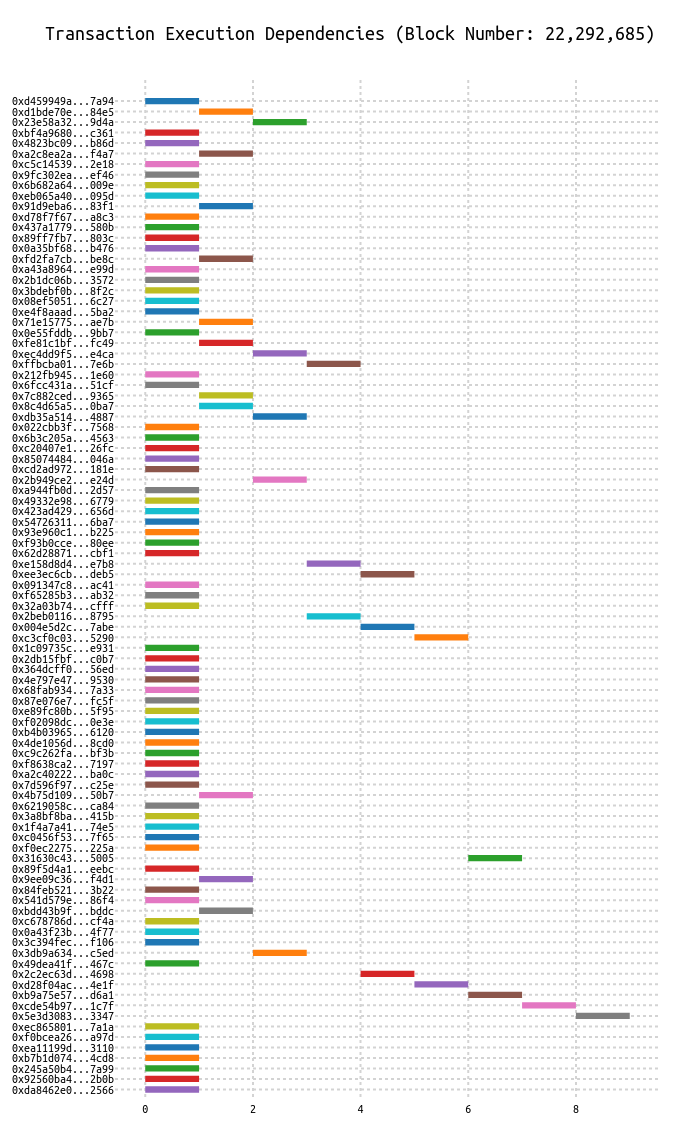 Transaction Execution Dependencies (Block Number: 22,292,685)
0xd459949a...7a94
0xd1bde70e...84e5
0x23e58a32...9d4a
0xbf4a9680...c361
0x4823bc09...b86d
0xa2c8ea2a...f4a7
0xc5c14539...2e18
0x9fc302ea...ef46
0x6b682a64...009e
0xeb065a40...095d
0x91d9eba6...83f1
0xd78f7f67...a8c3
0x437a1779...580b
0x89ff7fb7...803c
0x0a35bf68...b476
0xfd2fa7cb...be8c
0xa43a8964...e99d
0x2b1dc06b...3572
0x3bdebf0b...8f2c
0x08ef5051...6c27
0xe4f8aaad...5ba2
0x71e15775...ae7b
0x0e55fddb...9bb7
0xfe81c1bf...fc49
0xec4dd9f5...e4ca
0xffbcba01...7e6b
0x212fb945...1e60
0x6fcc431a...51cf
0x7c882ced...9365
0x8c4d65a5...0ba7
0xdb35a514...4887
0x022cbb3f...7568
0x6b3c205a...4563
0xc20407e1...26fc
0x85074484...046a
0xcd2ad972...181e
0x2b949ce2...e24d
0xa944fb0d...2d57
0x49332e98...6779
0x423ad429...656d
0x54726311...6ba7
0x93e960c1...b225
0xf93b0cce...80ee
0x62d28871...cbf1
0xe158d8d4...e7b8
0xee3ec6cb...deb5
0x091347c8...ac41
0xf65285b3...ab32
0x32a03b74...cfff
0x2beb0116...8795
0x004e5d2c...7abe
0xc3cf0c03...5290
0x1c09735c...e931
0x2db15fbf...c0b7
0x364dcff0...56ed
0x4e797e47...9530
0x68fab934...7a33
0x87e076e7...fc5f
0xe89fc80b...5f95
0xf02098dc...0e3e
0xb4b03965...6120
0x4de1056d...8cd0
0xc9c262fa...bf3b
0xf8638ca2...7197
0xa2c40222...ba0c
0x7d596f97...c25e
0x4b75d109...50b7
0x6219058c...ca84
0x3a8bf8ba...415b
0x1f4a7a41...74e5
0xc0456f53...7f65
0xf0ec2275...225a
0x31630c43...5005
0x89f5d4a1...eebc
0x9ee09c36...f4d1
0x84feb521...3b22
0x541d579e...86f4
0xbdd43b9f...bddc
0xc678786d...cf4a
0x0a43f23b...4f77
0x3c394fec...f106
0x3db9a634...c5ed
0x49dea41f...467c
0x2c2ec63d...4698
0xd28f04ac...4e1f
0xb9a75e57...d6a1
0xcde54b97...1c7f
0x5e3d3083...3347
0xec865801...7a1a
0xf0bcea26...a97d
0xea11199d...3110
0xb7b1d074...4cd8
0x245a50b4...7a99
0x92560ba4...2b0b
0xda8462e0...2566
0 2 4 6 8